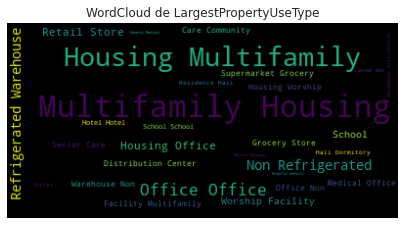 WordCloud de LargestPropertyUseType
Retail Store
General Medical
Care Community
Housing Multifamily
Refrigerated Warehouse
Supermarket Grocery
Residence Hall
Housing Worship
Multifamily Housing
Hotel Hotel
School School
School
Senior Care
Housing Office
Grocery Store
Hall Dormitory
Distribution Center
Non Refrigerated
Warehouse Non
Office Office
Office Non
Medical Office
Facility Multifamily
Worship Facility